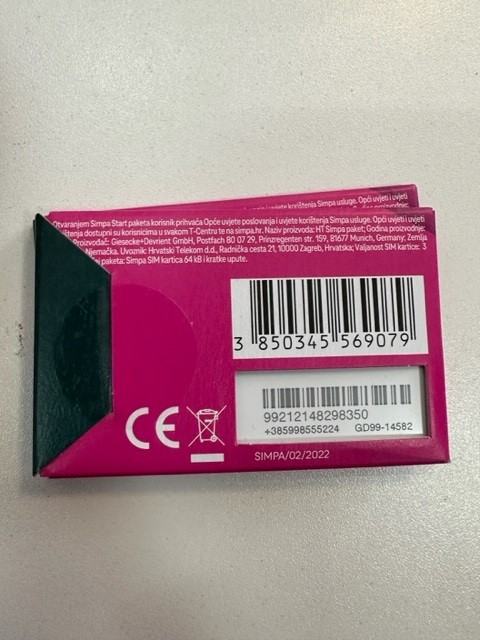 Otvaranjem Simpa Start paketa korisnik prihvaća Opće uvjete poslovanja i uvjete korištenja Simpa usluge. Opći uvjeti i uvjeti
dostupni su korisnicima u svakom T-Centru te na simpa.hr. Naziv proizvoda: HT Simpa paket; Godina proizvodnje:
Proizvođač: Giesecke+Devrient GmbH, Postfach 80 07 29, Prinzregenten str. 159, 81677 Munich, Germany; Zemlja
Njemačka. Uvoznik: Hrvatski Telekom d.d., Radnička cesta 21, 10000 Zagreb, Hrvatska; Valjanost SIM kartice: 3
paketa: Simpa SIM kartica 64 kB i kratke upute.
3 850345 569079
99212148298350
+385998555224 GD99-14582
CE
SIMPA/02/2022